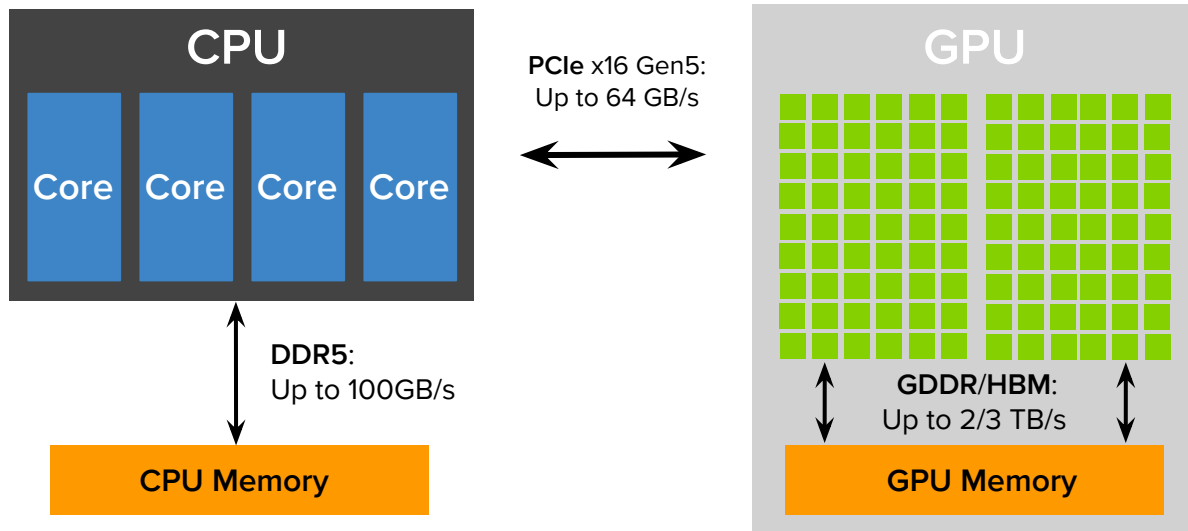 CPU
Core
Core
Core
Core
DDR5:
Up to 100GB/s
CPU Memory
PCIe x16 Gen5:
Up to 64 GB/s
GPU
GDDR/HBM:
Up to 2/3 TB/s
GPU Memory